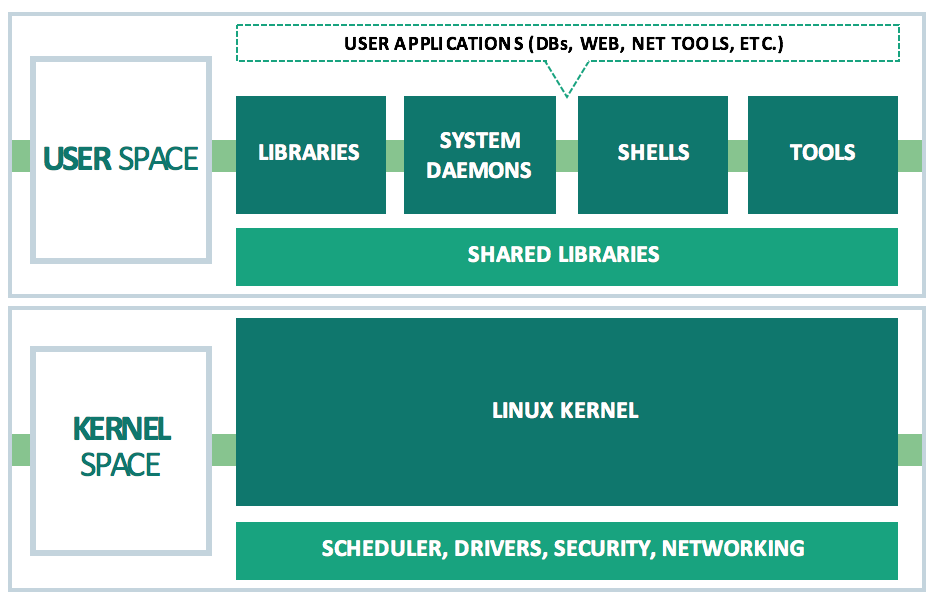 USER APPLICATIONS (DBs, WEB, NET TOOLS, ETC.)
USER SPACE
LIBRARIES
SYSTEM
DAEMONS
SHELLS
TOOLS
SHARED LIBRARIES
KERNEL
SPACE
LINUX KERNEL
SCHEDULER, DRIVERS, SECURITY, NETWORKING